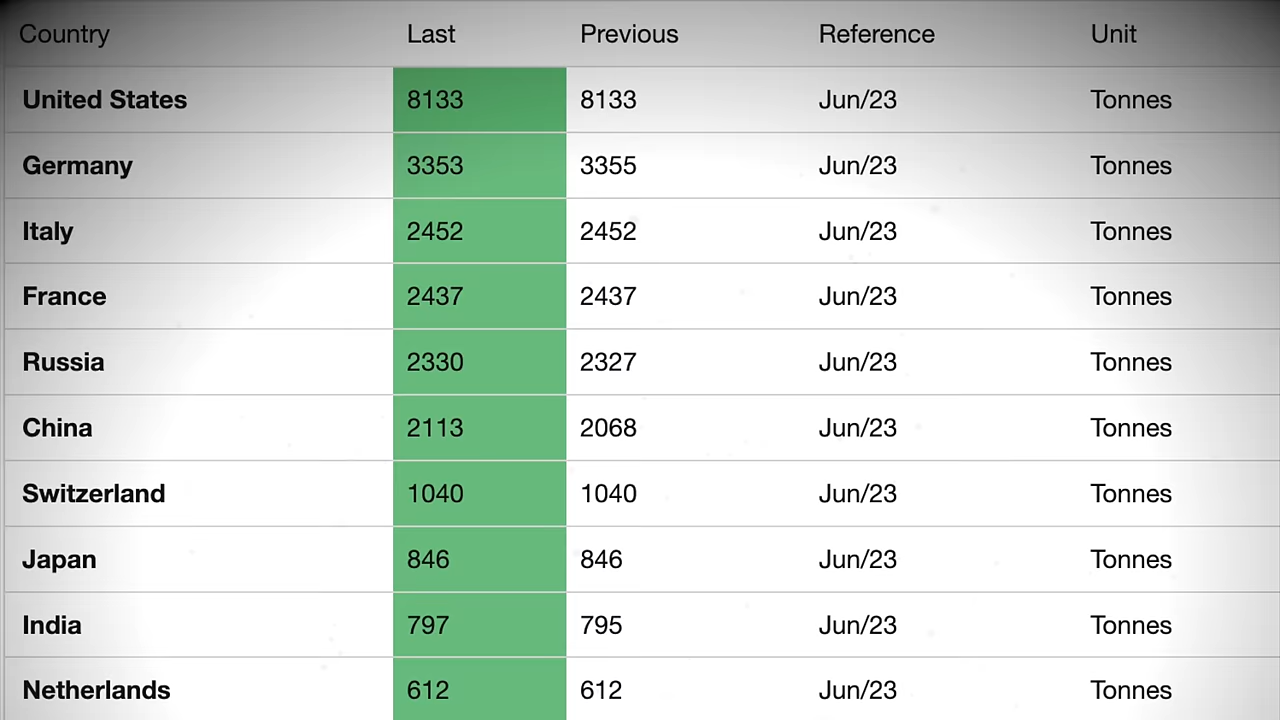 Country Last Previous Reference Unit
United States 8133 8133 Jun/23 Tonnes
Germany 3353 3355 Jun/23 Tonnes
Italy 2452 2452 Jun/23 Tonnes
France 2437 2437 Jun/23 Tonnes
Russia 2330 2327 Jun/23 Tonnes
China 2113 2068 Jun/23 Tonnes
Switzerland 1040 1040 Jun/23 Tonnes
Japan 846 846 Jun/23 Tonnes
India 797 795 Jun/23 Tonnes
Netherlands 612 612 Jun/23 Tonnes